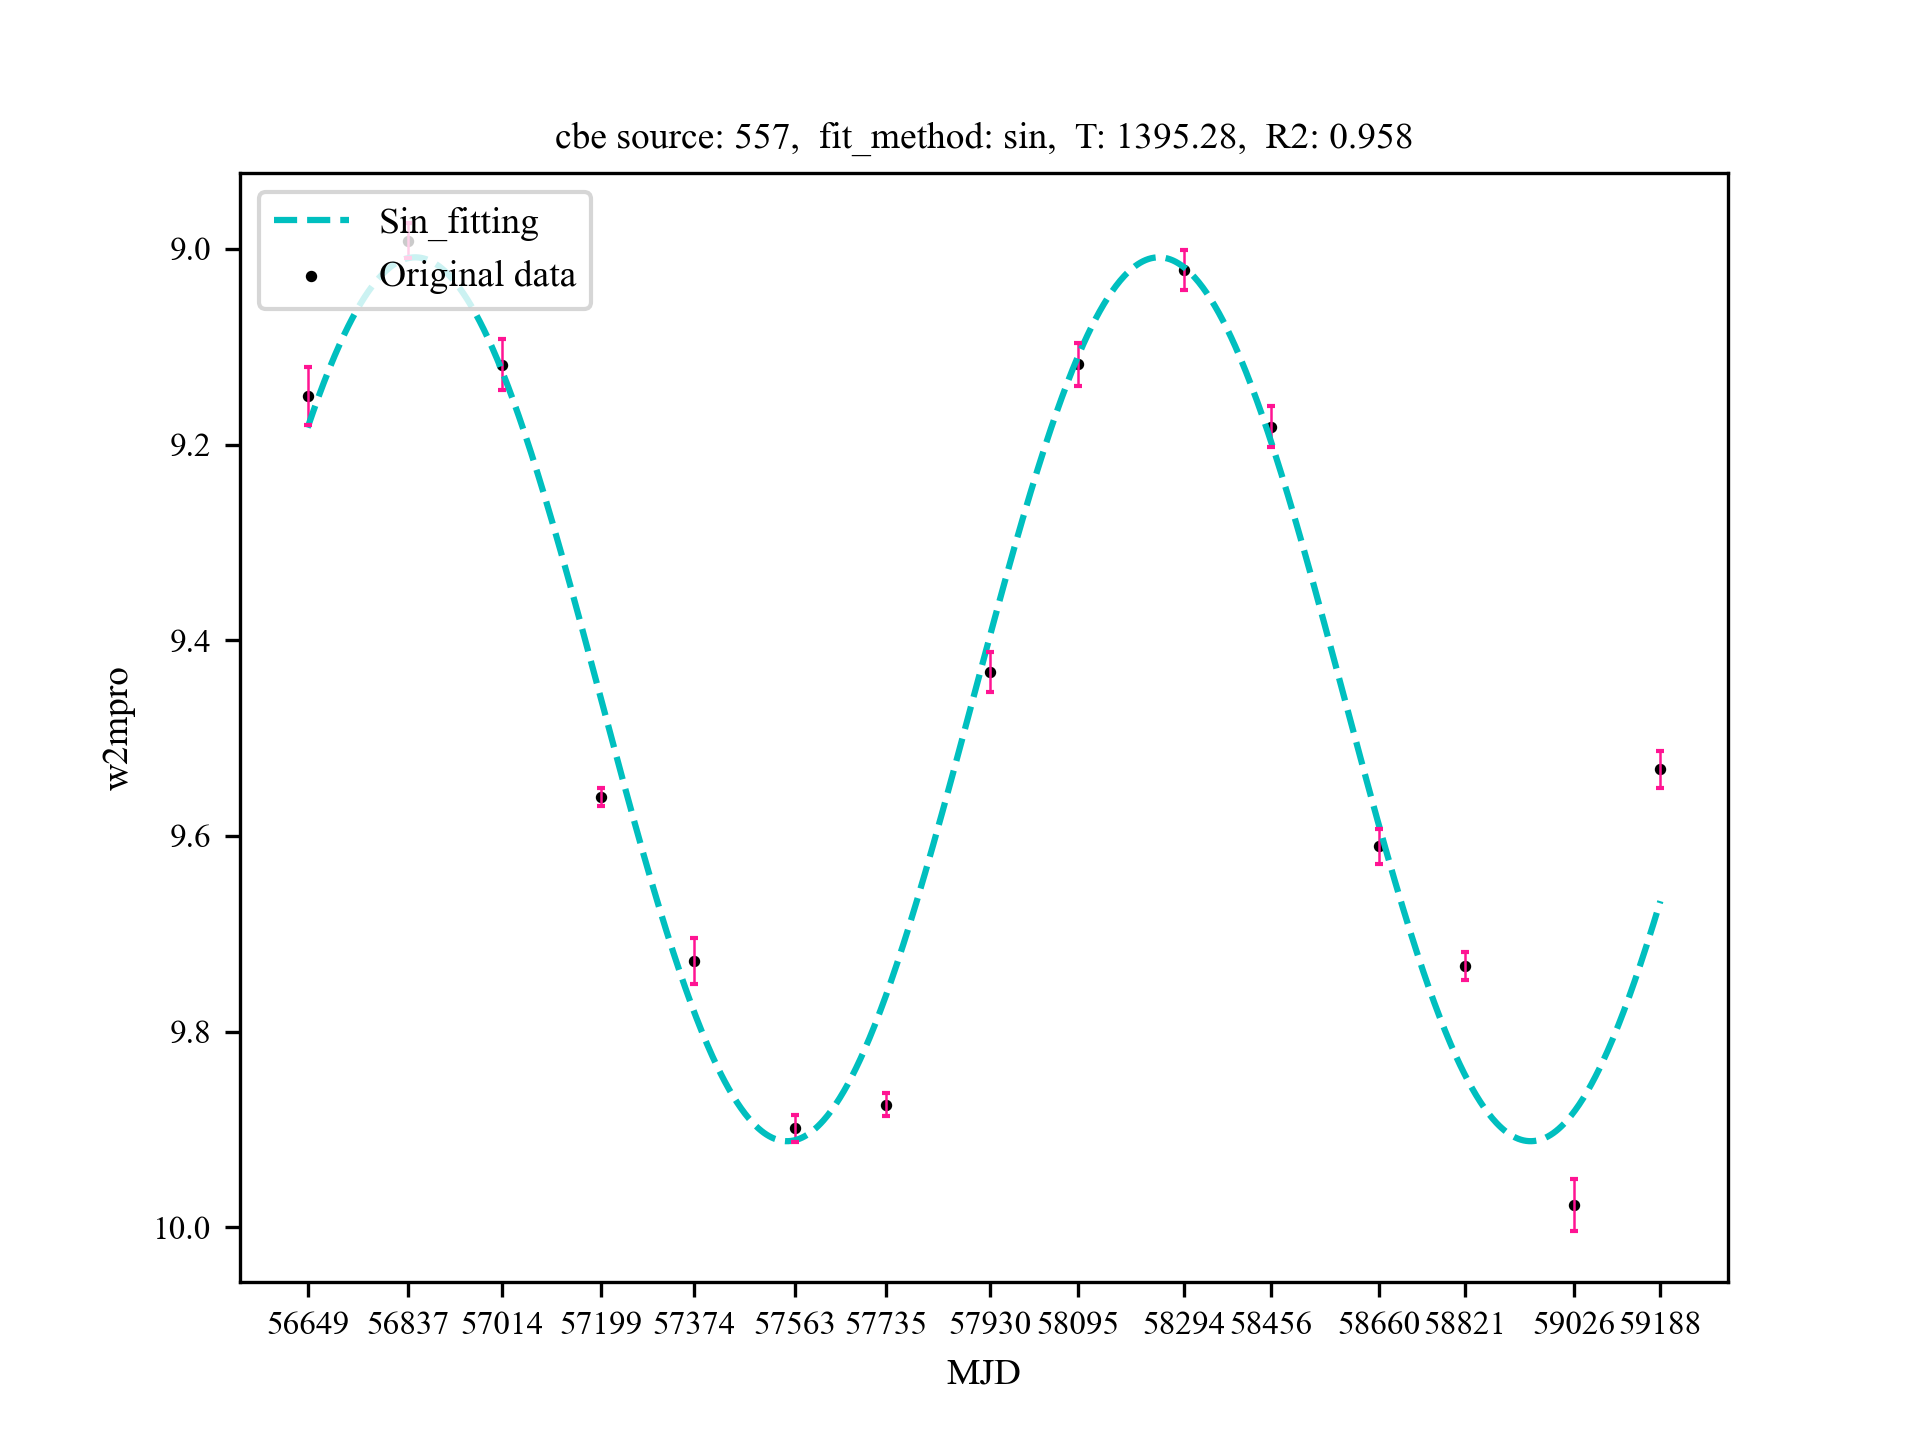 cbe source: 557,  fit_method: sin,  T: 1395.28,  R2: 0.958
Sin_fitting
Original data
9.0
9.2
9.4
9.6
9.8
10.0
w2mpro
56649 56837 57014 57199 57374 57563 57735 57930 58095 58294 58456 58660 58821 59026 59188
MJD